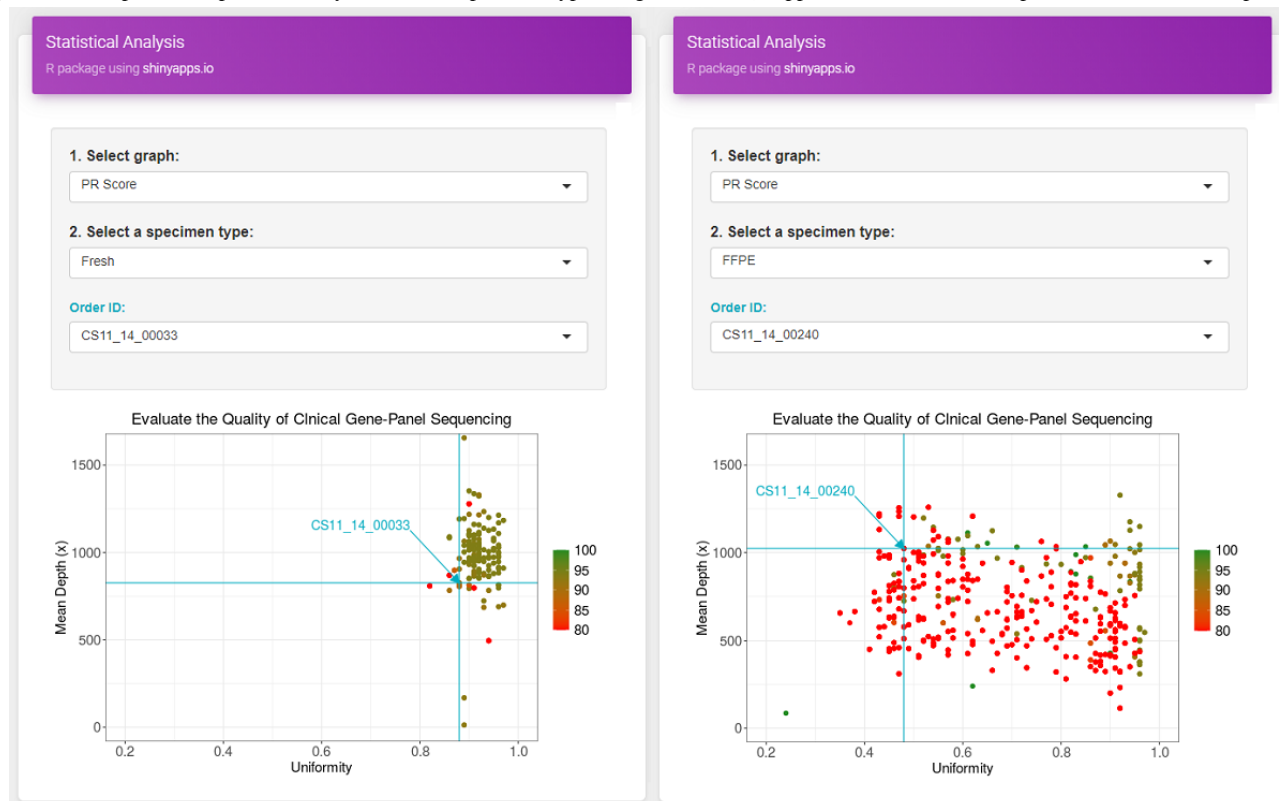 Statistical Analysis
R package using shinyapps.io
1. Select graph:
PR Score
2. Select a specimen type:
Fresh
Order ID:
CS11_14_00033
Evaluate the Quality of Clnical Gene-Panel Sequencing
1500
1000
500
0
Mean Depth (x)
CS11_14_00033
100
95
90
85
80
0.2 0.4 0.6 0.8 1.0
Uniformity
Statistical Analysis
R package using shinyapps.io
1. Select graph:
PR Score
2. Select a specimen type:
FFPE
Order ID:
CS11_14_00240
Evaluate the Quality of Clnical Gene-Panel Sequencing
1500
1000
500
0
Mean Depth (x)
CS11_14_00240
100
95
90
85
80
0.2 0.4 0.6 0.8 1.0
Uniformity